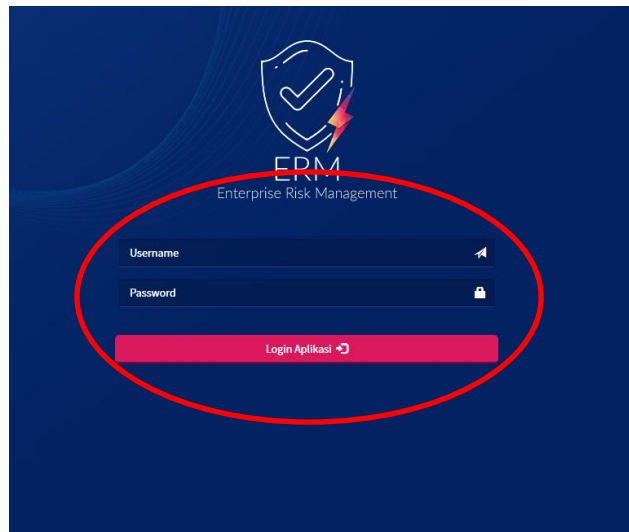 ERM
Enterprise Risk Management
Username
Password
Login Aplikasi